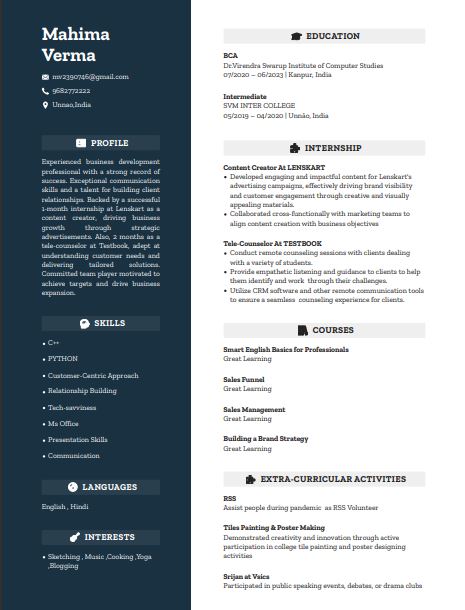 Mahima
Verma
mv2390746@gmail.com
9682772222
Unnao,India
PROFILE
Experienced business development
professional with a strong record of
success. Exceptional communication
skills and a talent for building client
relationships. Backed by a successful
1-month internship at Lenskart as a
content creator, driving business
growth through strategic
advertisements. Also, 2 months as a
tele-counselor at Testbook, adept at
understanding customer needs and
delivering tailored solutions.
Committed team player motivated to
achieve targets and drive business
expansion.
SKILLS
• C++
• PYTHON
• Customer-Centric Approach
• Relationship Building
• Tech-savviness
• Ms Office
• Presentation Skills
• Communication
LANGUAGES
English , Hindi
INTERESTS
• Sketching , Music ,Cooking ,Yoga
,Blogging
EDUCATION
BCA
Dr.Virendra Swarup Institute of Computer Studies
07/2020 – 06/2023 | Kanpur, India
Intermediate
SVM INTER COLLEGE
05/2019 – 04/2020 | Unnāo, India
INTERNSHIP
Content Creator At LENSKART
• Developed engaging and impactful content for Lenskart's
advertising campaigns, effectively driving brand visibility
and customer engagement through creative and visually
appealing materials.
• Collaborated cross-functionally with marketing teams to
align content creation with business objectives
Tele-Counselor At TESTBOOK
• Conduct remote counseling sessions with clients dealing
with a variety of students.
• Provide empathetic listening and guidance to clients to help
them identify and work through their challenges.
• Utilize CRM software and other remote communication tools
to ensure a seamless counseling experience for clients.
COURSES
Smart English Basics for Professionals
Great Learning
Sales Funnel
Great Learning
Sales Management
Great Learning
Building a Brand Strategy
Great Learning
EXTRA-CURRICULAR ACTIVITIES
RSS
Assist people during pandemic as RSS Volunteer
Tiles Painting & Poster Making
Demonstrated creativity and innovation through active
participation in college tile painting and poster designing
activities
Srijan at Vsics
Participated in public speaking events, debates, or drama clubs